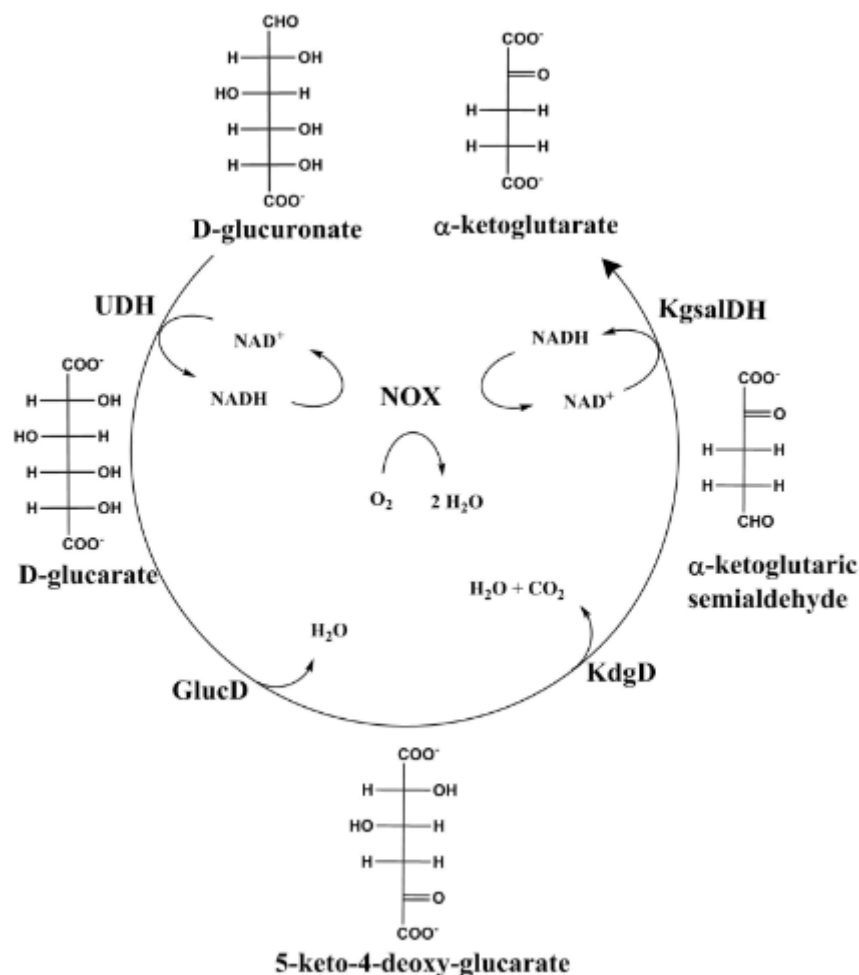 CHO
H OH
HO H
H OH
H OH
COO⁻
D-glucuronate
COO⁻
O
H H
H H
COO⁻
α-ketoglutarate
UDH
NAD⁺
NADH
NOX
O₂ 2 H₂O
NADH
NAD⁺
KgsalDH
COO⁻
H OH
HO H
H OH
H OH
COO⁻
D-glucarate
COO⁻
O
H H
H H
CHO
α-ketoglutaric
semialdehyde
H₂O
GlucD
H₂O + CO₂
KdgD
COO⁻
H OH
HO H
H H
O
COO⁻
5-keto-4-deoxy-glucarate